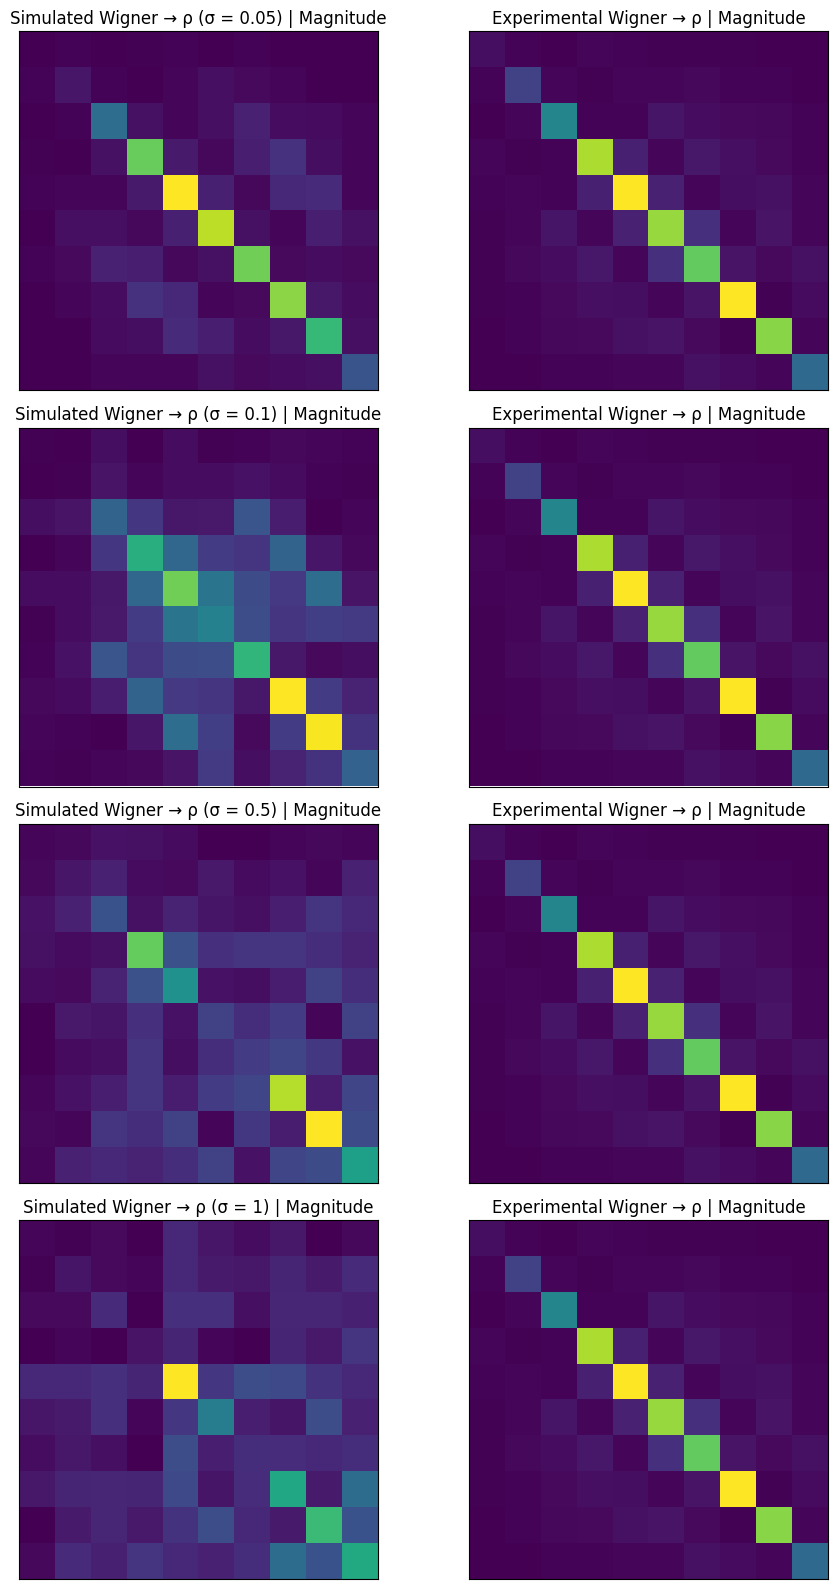 Simulated Wigner → ρ (σ = 0.05) | Magnitude
Experimental Wigner → ρ | Magnitude
Simulated Wigner → ρ (σ = 0.1) | Magnitude
Experimental Wigner → ρ | Magnitude
Simulated Wigner → ρ (σ = 0.5) | Magnitude
Experimental Wigner → ρ | Magnitude
Simulated Wigner → ρ (σ = 1) | Magnitude
Experimental Wigner → ρ | Magnitude